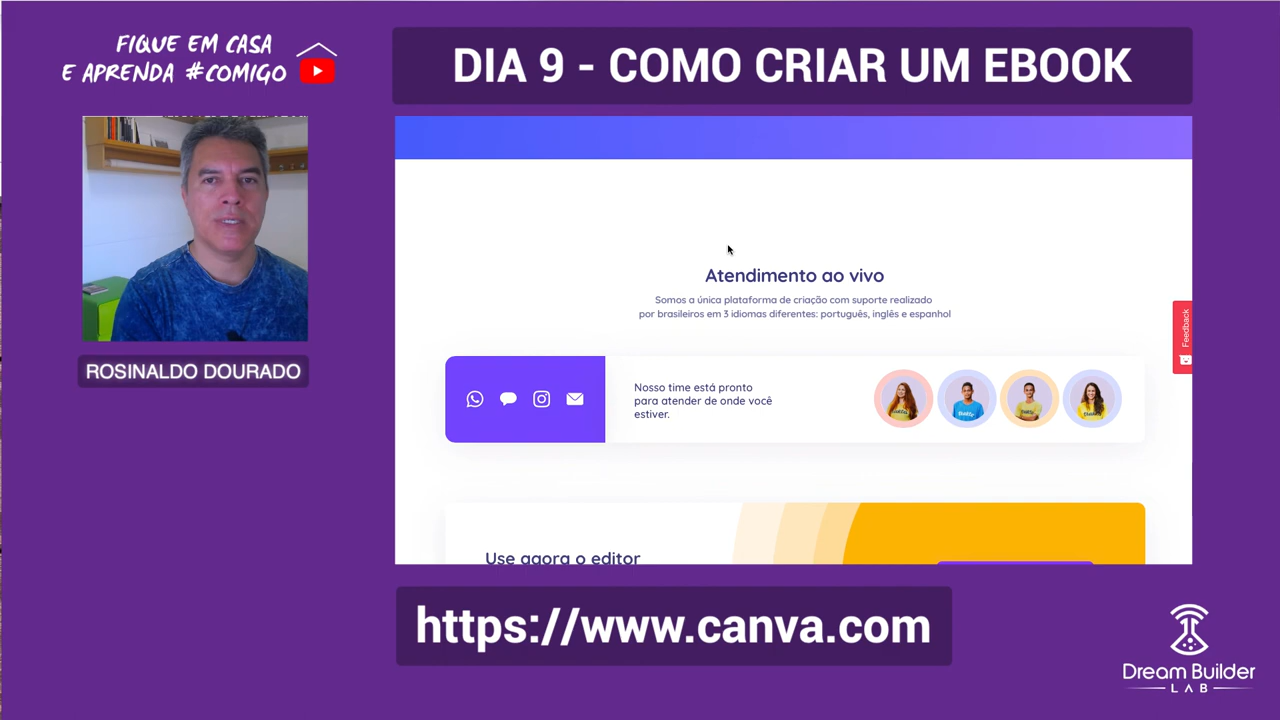 FIQUE EM CASA
E APRENDA #COMIGO
DIA 9 - COMO CRIAR UM EBOOK
ROSINALDO DOURADO
Atendimento ao vivo
Somos a única plataforma de criação com suporte realizado
por brasileiros em 3 idiomas diferentes: português, inglês e espanhol
Feedback
Nosso time está pronto
para atender de onde você
estiver.
Use agora o editor
https://www.canva.com
Dream Builder
LAB